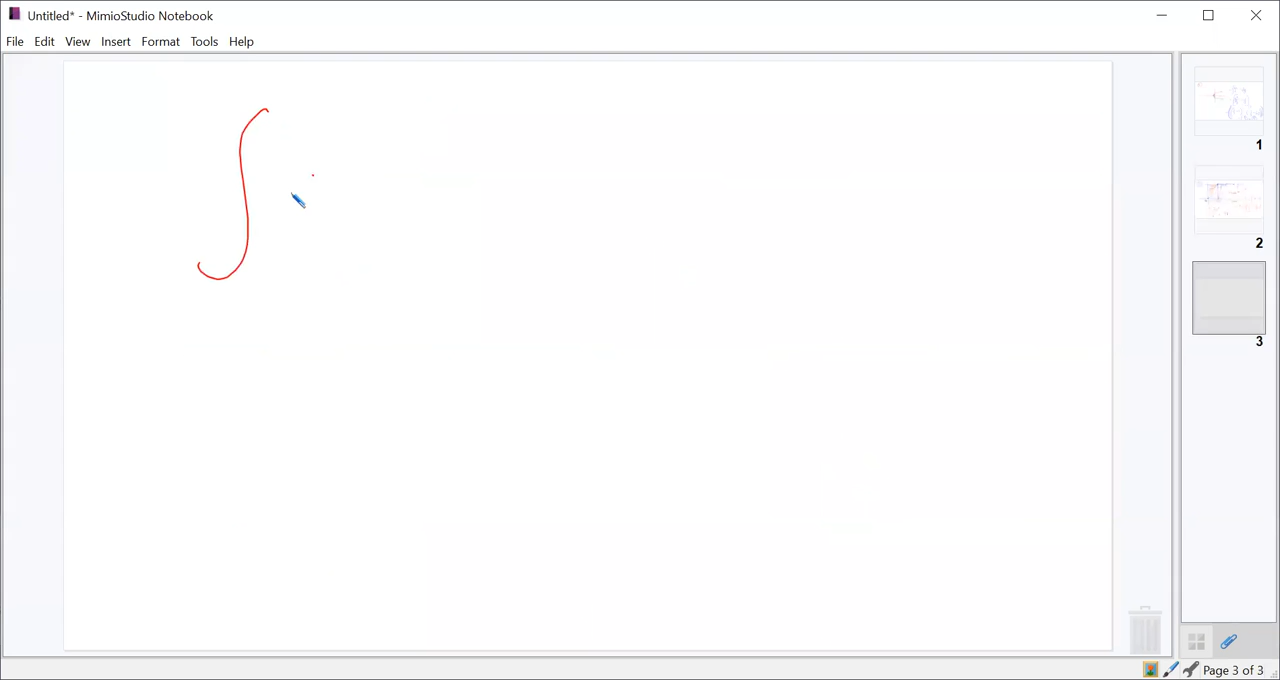 Untitled* - MimioStudio Notebook
File Edit View Insert Format Tools Help
∫
1
2
3
Page 3 of 3